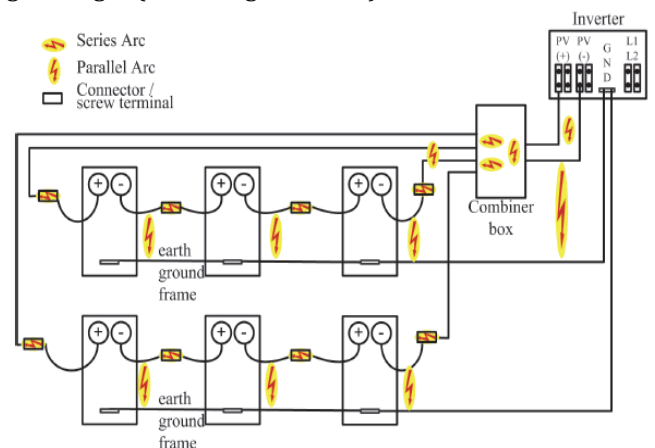 Inverter
Series Arc
Parallel Arc
Connector /
screw terminal
PV PV
(+) (-)
G
N
D
L1
L2
Combiner
box
+ -
+ -
+ -
earth
ground
frame
+ -
+ -
+ -
earth
ground
frame